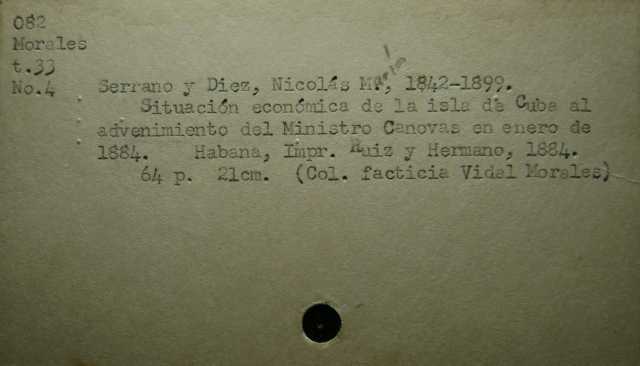 082
Morales
t.33
No.4
Serrano y Diez, Nicolás Mª, 1842-1899.
Situación económica de la isla de Cuba al
advenimiento del Ministro Canovas en enero de
1884. Habana, Impr. Ruiz y Hermano, 1884.
64 p. 21cm. (Col. facticia Vidal Morales)